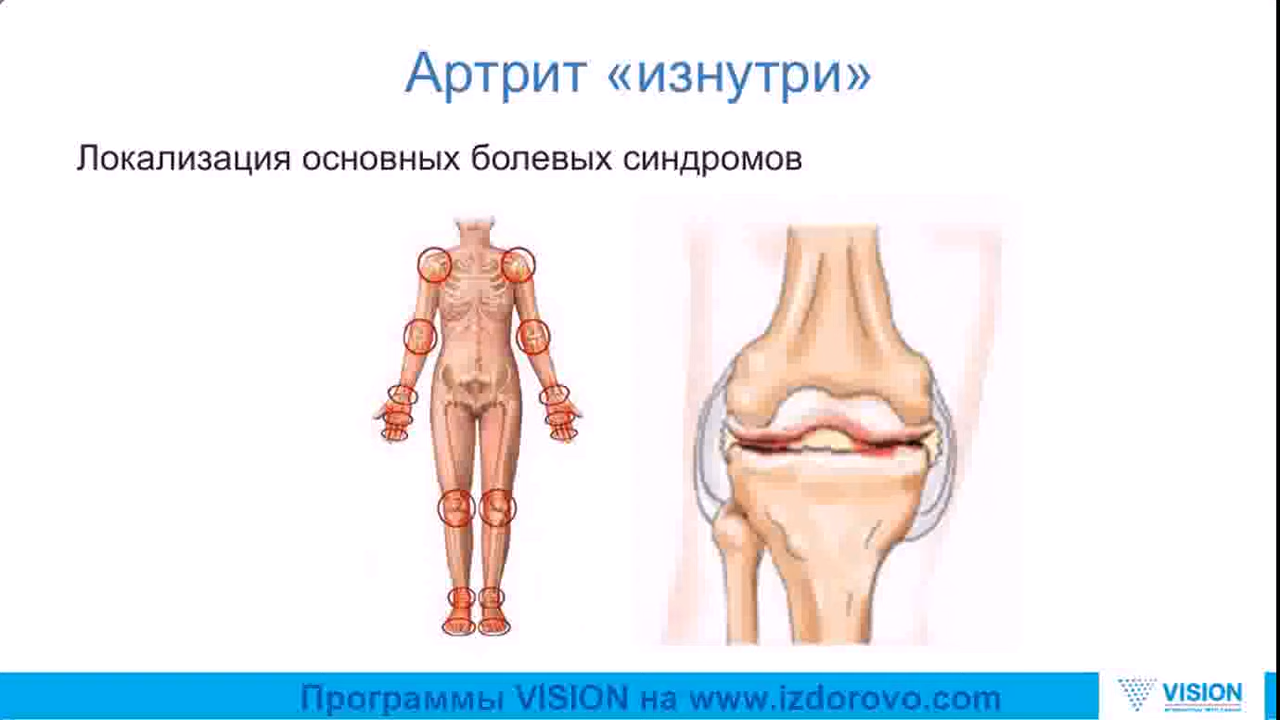 Артрит «изнутри»
Локализация основных болевых синдромов
Программы VISION на www.izdorovo.com
VISION